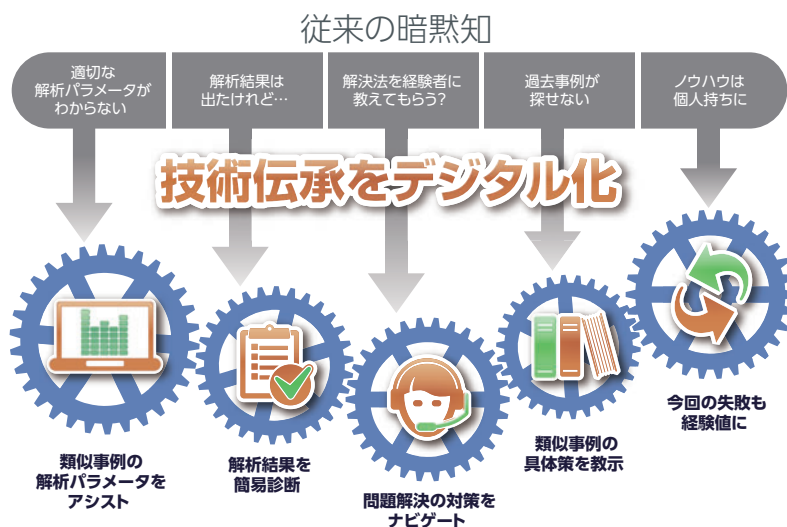 従来の暗黙知
適切な
解析パラメータが
わからない
解析結果は
出たけれど…
解決法を経験者に
教えてもらう?
過去事例が
探せない
ノウハウは
個人持ちに
技術伝承をデジタル化
類似事例の
解析パラメータを
アシスト
解析結果を
簡易診断
問題解決の対策を
ナビゲート
類似事例の
具体策を教示
今回の失敗も
経験値に